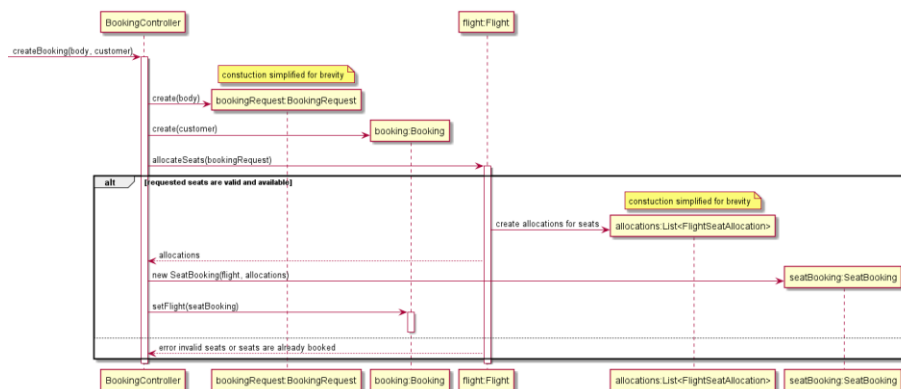 BookingController
flight:Flight
createBooking(body, customer)
constuction simplified for brevity
create(body)
bookingRequest:BookingRequest
create(customer)
booking:Booking
allocateSeats(bookingRequest)
alt
[requested seats are valid and available]
constuction simplified for brevity
create allocations for seats
allocations:List<FlightSeatAllocation>
allocations
new SeatBooking(flight, allocations)
seatBooking:SeatBooking
setFlight(seatBooking)
error invalid seats or seats are already booked
BookingController
bookingRequest:BookingRequest
booking:Booking
flight:Flight
allocations:List<FlightSeatAllocation>
seatBooking:SeatBooking